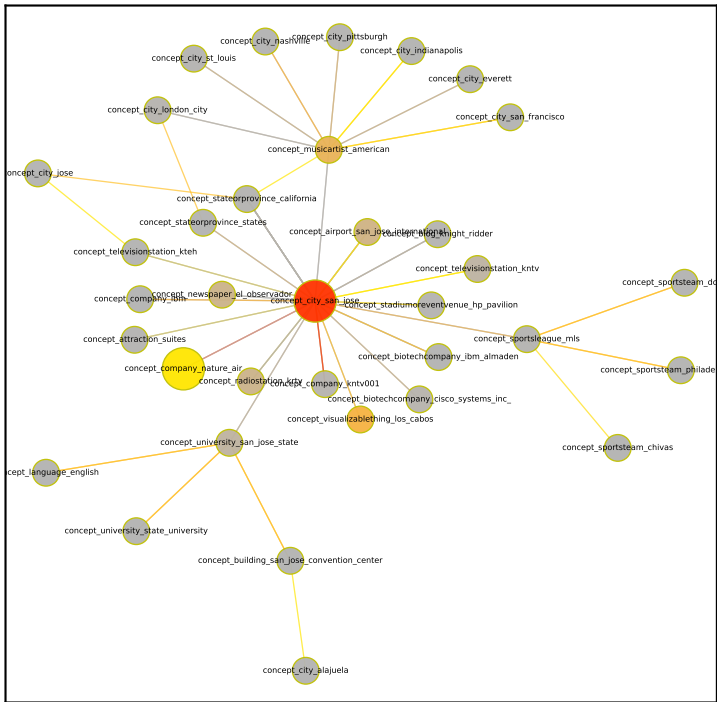 concept_city_pittsburgh
concept_city_nashville
concept_city_indianapolis
concept_city_st_louis
concept_city_everett
concept_city_london_city
concept_city_san_francisco
concept_musicartist_american
oncept_city_jose
concept_stateorprovince_california
concept_stateorprovince_states
concept_airport_san_jose_international
concept_blog_knight_ridder
concept_televisionstation_kteh
concept_televisionstation_kntv
concept_sportsteam_dc
concept_newspaper_el_observador
concept_company_ibm
concept_city_san_jose
concept_stadiumoreventvenue_hp_pavilion
concept_attraction_suites
concept_sportsleague_mls
concept_biotechcompany_ibm_almaden
concept_company_nature_air
concept_sportsteam_philade
concept_radiostation_krty
concept_company_kntv001
concept_biotechcompany_cisco_systems_inc_
concept_visualizablething_los_cabos
concept_university_san_jose_state
concept_sportsteam_chivas
cept_language_english
concept_university_state_university
concept_building_san_jose_convention_center
concept_city_alajuela